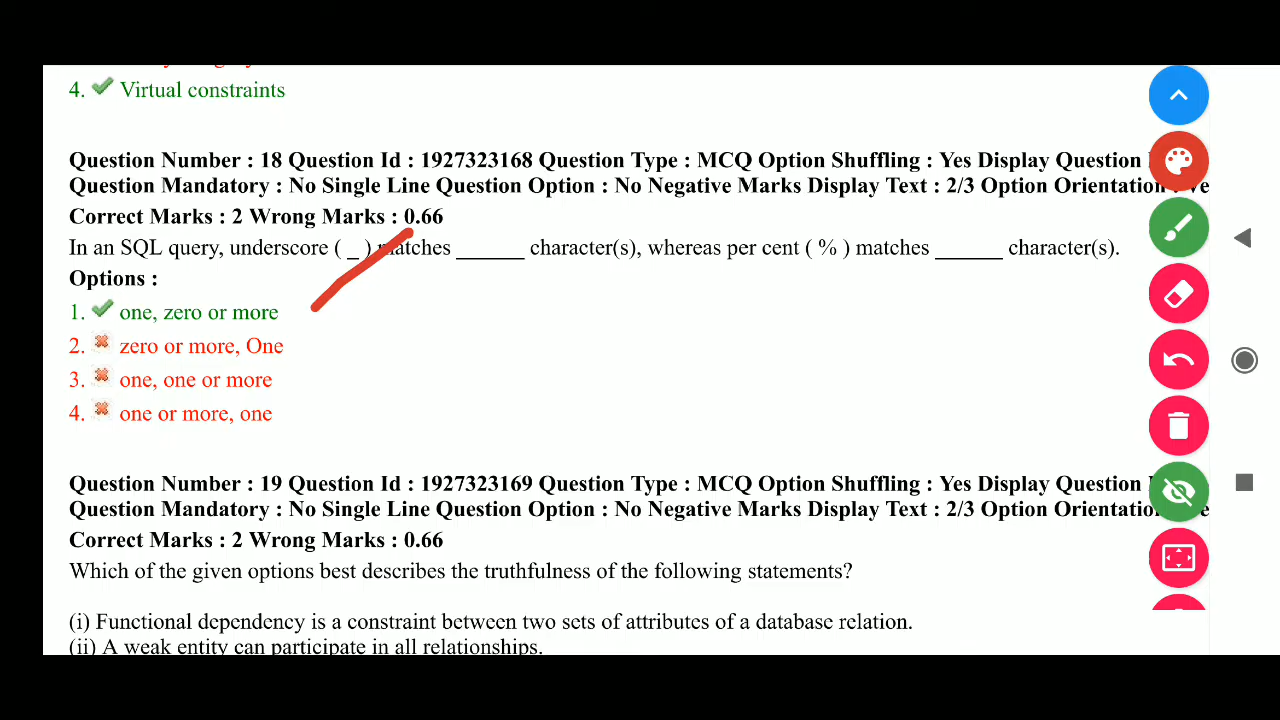 4. Virtual constraints
Question Number : 18 Question Id : 1927323168 Question Type : MCQ Option Shuffling : Yes Display Question
Question Mandatory : No Single Line Question Option : No Negative Marks Display Text : 2/3 Option Orientation
Correct Marks : 2 Wrong Marks : 0.66
In an SQL query, underscore ( _ ) matches ______ character(s), whereas per cent ( % ) matches ______ character(s).
Options :
1. one, zero or more
2. zero or more, One
3. one, one or more
4. one or more, one
Question Number : 19 Question Id : 1927323169 Question Type : MCQ Option Shuffling : Yes Display Question
Question Mandatory : No Single Line Question Option : No Negative Marks Display Text : 2/3 Option
Correct Marks : 2 Wrong Marks : 0.66
Which of the given options best describes the truthfulness of the following statements?
(i) Functional dependency is a constraint between two sets of attributes of a database relation.
(ii) A weak entity can participate in all relationships.